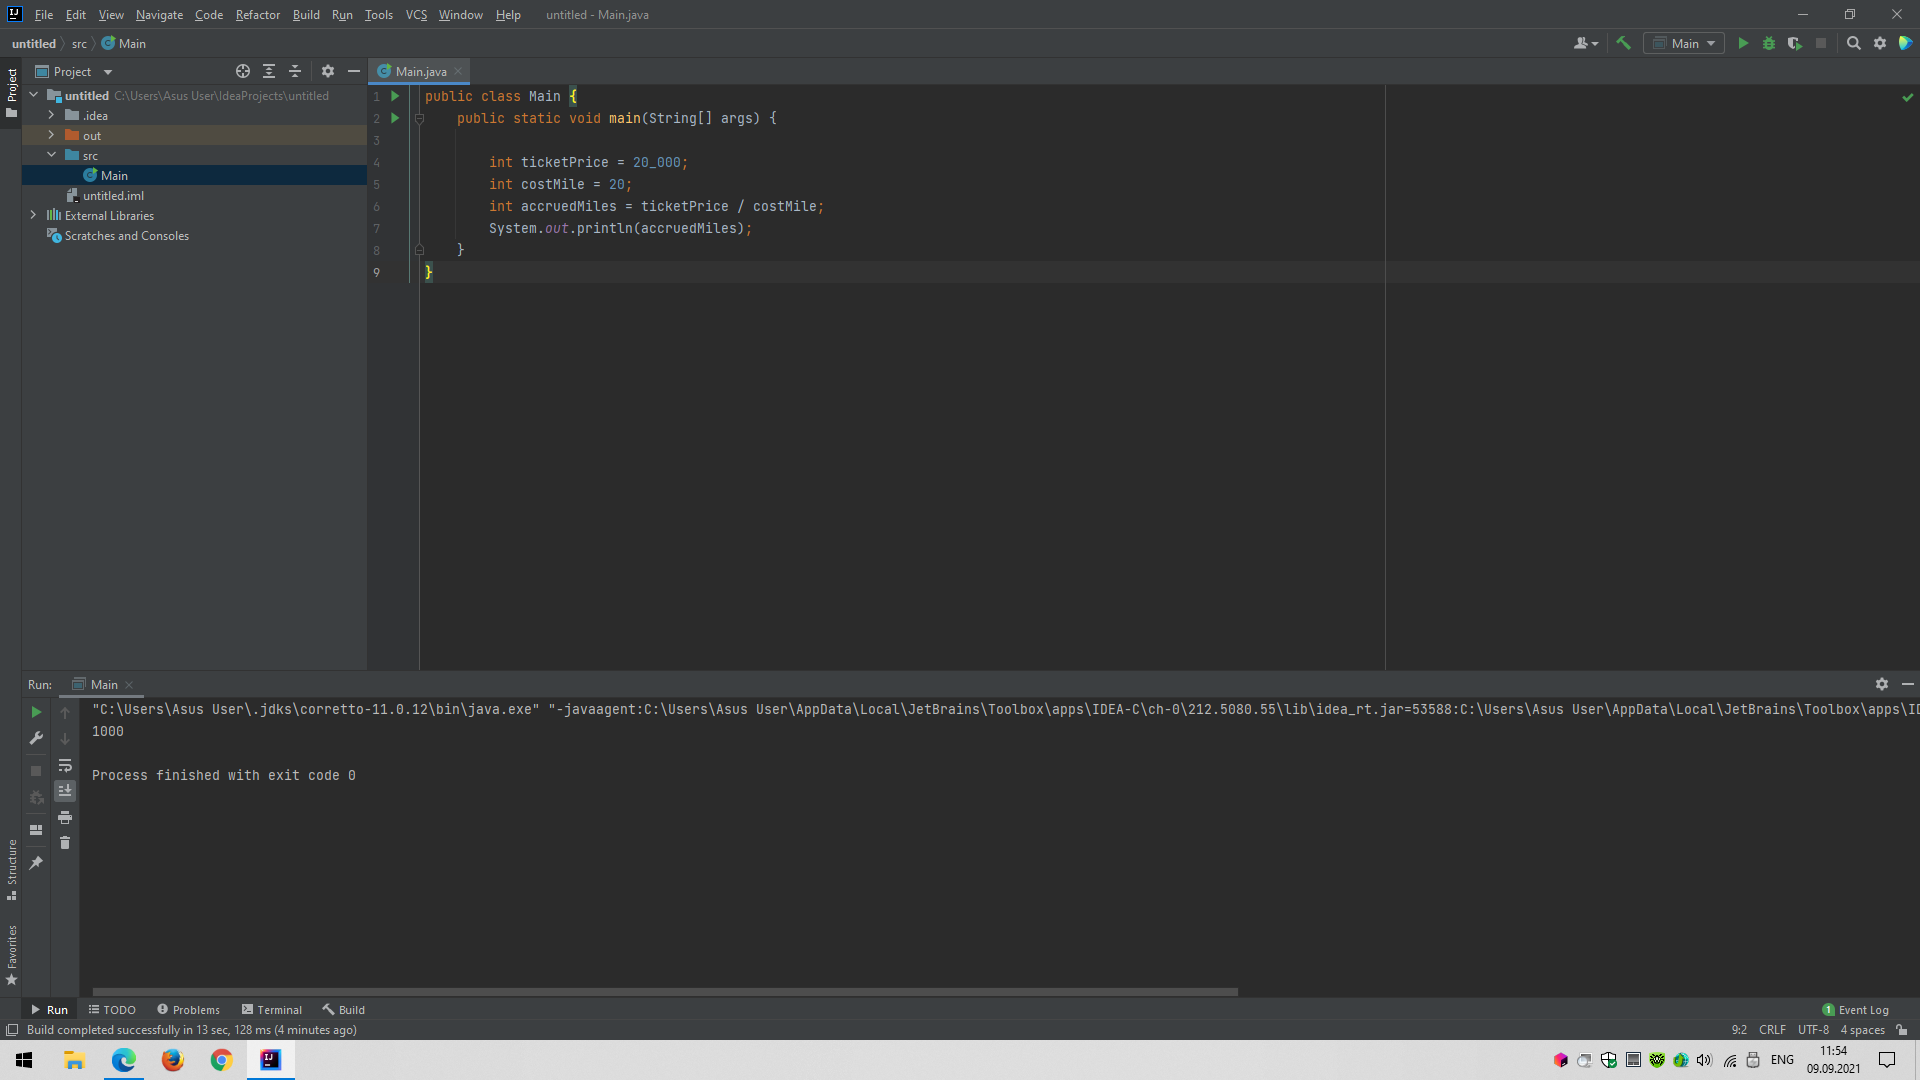 File Edit View Navigate Code Refactor Build Run Tools VCS Window Help untitled - Main.java
untitled src Main
Main
Project
Project
Main.java
untitled C:\Users\Asus User\IdeaProjects\untitled
.idea
out
src
Main
untitled.iml
External Libraries
Scratches and Consoles
1 public class Main {
2 public static void main(String[] args) {
3
4 int ticketPrice = 20_000;
5 int costMile = 20;
6 int accruedMiles = ticketPrice / costMile;
7 System.out.println(accruedMiles);
8 }
9 }
Run: Main
"C:\Users\Asus User\.jdks\corretto-11.0.12\bin\java.exe" "-javaagent:C:\Users\Asus User\AppData\Local\JetBrains\Toolbox\apps\IDEA-C\ch-0\212.5080.55\lib\idea_rt.jar=53588:C:\Users\Asus User\AppData\Local\JetBrains\Toolbox\apps\ID
1000
Process finished with exit code 0
Structure
Favorites
Run TODO Problems Terminal Build 1 Event Log
Build completed successfully in 13 sec, 128 ms (4 minutes ago) 9:2 CRLF UTF-8 4 spaces
ENG
11:54
09.09.2021